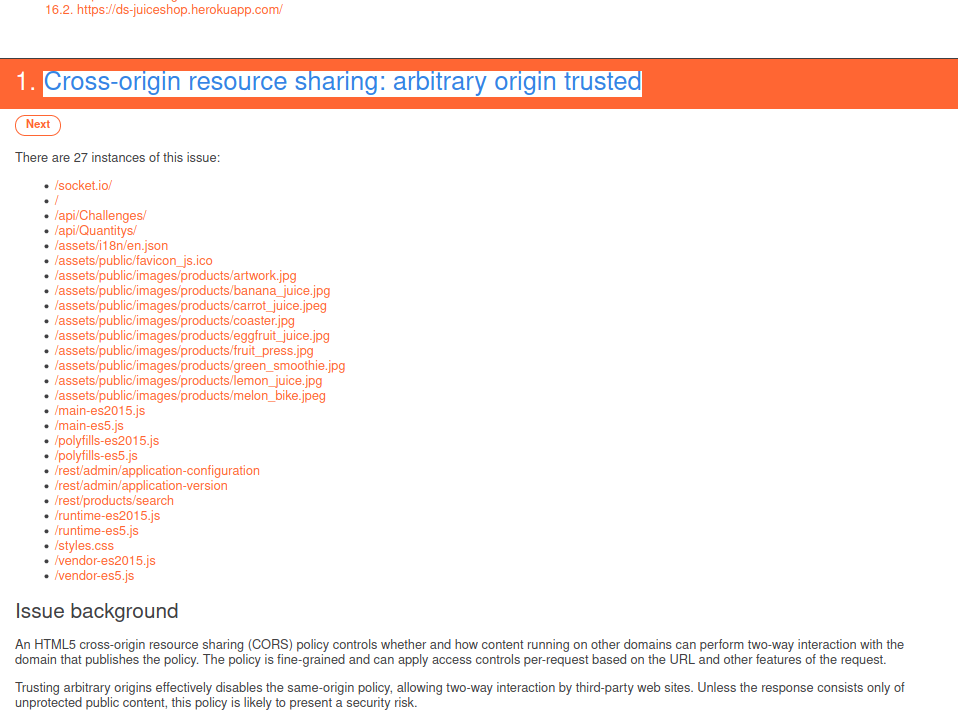 16.2. https://ds-juiceshop.herokuapp.com/
1. Cross-origin resource sharing: arbitrary origin trusted
Next
There are 27 instances of this issue:
• /socket.io/
• /
• /api/Challenges/
• /api/Quantitys/
• /assets/i18n/en.json
• /assets/public/favicon_js.ico
• /assets/public/images/products/artwork.jpg
• /assets/public/images/products/banana_juice.jpg
• /assets/public/images/products/carrot_juice.jpeg
• /assets/public/images/products/coaster.jpg
• /assets/public/images/products/eggfruit_juice.jpg
• /assets/public/images/products/fruit_press.jpg
• /assets/public/images/products/green_smoothie.jpg
• /assets/public/images/products/lemon_juice.jpg
• /assets/public/images/products/melon_bike.jpeg
• /main-es2015.js
• /main-es5.js
• /polyfills-es2015.js
• /polyfills-es5.js
• /rest/admin/application-configuration
• /rest/admin/application-version
• /rest/products/search
• /runtime-es2015.js
• /runtime-es5.js
• /styles.css
• /vendor-es2015.js
• /vendor-es5.js
Issue background
An HTML5 cross-origin resource sharing (CORS) policy controls whether and how content running on other domains can perform two-way interaction with the
domain that publishes the policy. The policy is fine-grained and can apply access controls per-request based on the URL and other features of the request.
Trusting arbitrary origins effectively disables the same-origin policy, allowing two-way interaction by third-party web sites. Unless the response consists only of
unprotected public content, this policy is likely to present a security risk.